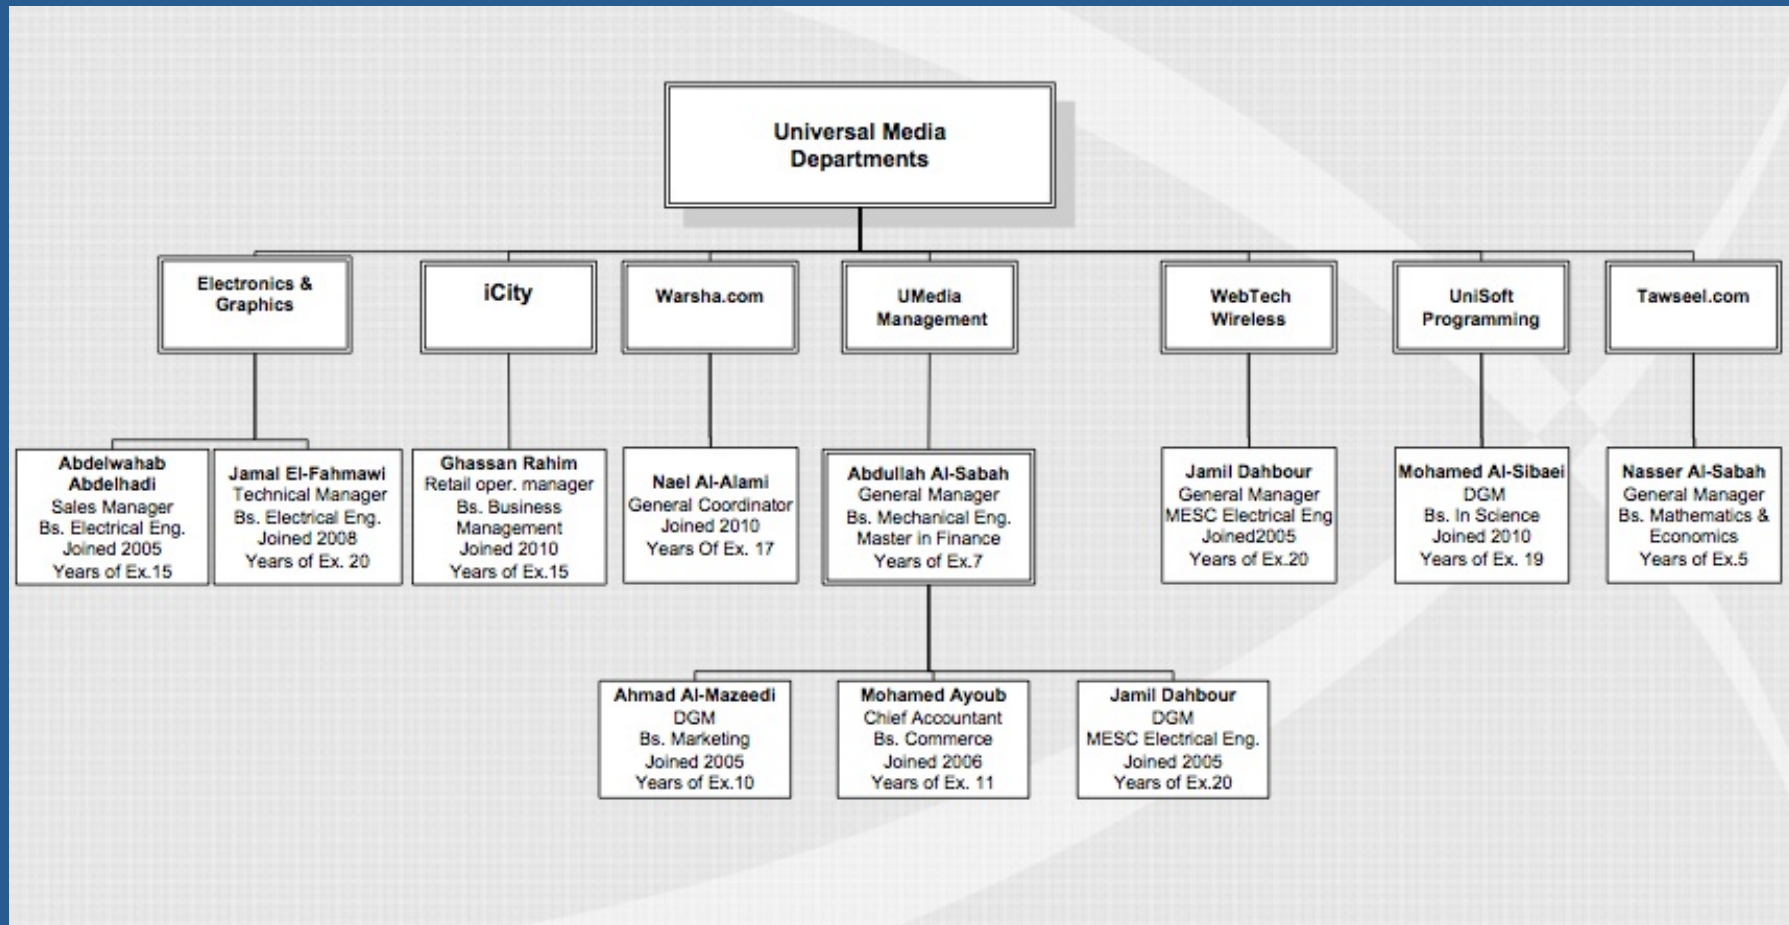 Universal Media
Departments
Electronics &
Graphics
iCity
Warsha.com
UMedia
Management
WebTech
Wireless
UniSoft
Programming
Tawseel.com
Abdelwahab
Abdelhadi
Sales Manager
Bs. Electrical Eng.
Joined 2005
Years of Ex.15
Jamal El-Fahmawi
Technical Manager
Bs. Electrical Eng.
Joined 2008
Years of Ex. 20
Ghassan Rahim
Retail oper. manager
Bs. Business
Management
Joined 2010
Years of Ex.15
Nael Al-Alami
General Coordinator
Joined 2010
Years Of Ex. 17
Abdullah Al-Sabah
General Manager
Bs. Mechanical Eng.
Master in Finance
Years of Ex.7
Jamil Dahbour
General Manager
MESC Electrical Eng
Joined2005
Years of Ex.20
Mohamed Al-Sibaei
DGM
Bs. In Science
Joined 2010
Years of Ex. 19
Nasser Al-Sabah
General Manager
Bs. Mathematics &
Economics
Years of Ex.5
Ahmad Al-Mazeedi
DGM
Bs. Marketing
Joined 2005
Years of Ex.10
Mohamed Ayoub
Chief Accountant
Bs. Commerce
Joined 2006
Years of Ex. 11
Jamil Dahbour
DGM
MESC Electrical Eng.
Joined 2005
Years of Ex.20